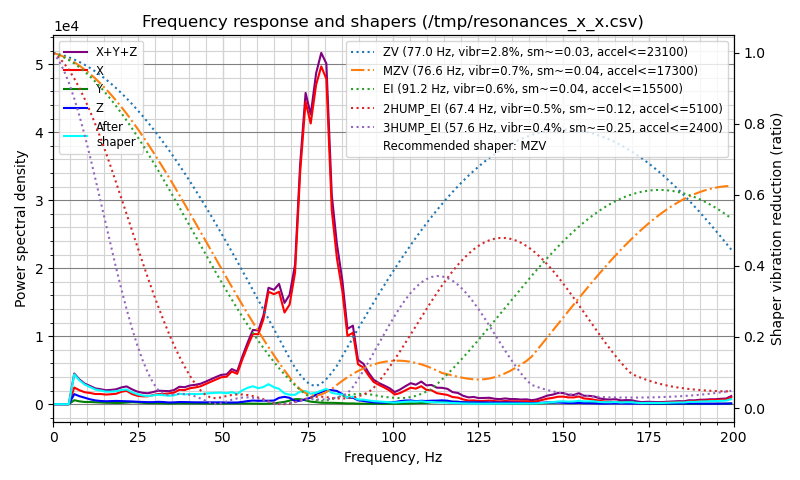 Frequency response and shapers (/tmp/resonances_x_x.csv)
1e4
X+Y+Z
X
Y
Z
After
shaper
ZV (77.0 Hz, vibr=2.8%, sm~=0.03, accel<=23100)
MZV (76.6 Hz, vibr=0.7%, sm~=0.04, accel<=17300)
EI (91.2 Hz, vibr=0.6%, sm~=0.04, accel<=15500)
2HUMP_EI (67.4 Hz, vibr=0.5%, sm~=0.12, accel<=5100)
3HUMP_EI (57.6 Hz, vibr=0.4%, sm~=0.25, accel<=2400)
Recommended shaper: MZV
Power spectral density
5
4
3
2
1
0
1.0
0.8
0.6
0.4
0.2
0.0
Shaper vibration reduction (ratio)
0 25 50 75 100 125 150 175 200
Frequency, Hz